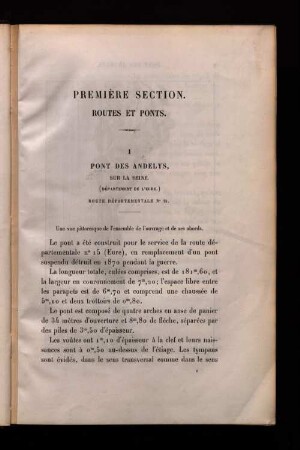 PREMIÈRE SECTION.
ROUTES ET PONTS.
I
PONT DES ANDELYS,
SUR LA SEINE.
(DÉPARTEMENT DE L'EURE.)
ROUTE DÉPARTEMENTALE N° 15.
Une vue pittoresque de l'ensemble de l'ouvrage et de ses abords.
Le pont a été construit pour le service de la route dé-
partementale n° 15 (Eure), en remplacement d'un pont
suspendu détruit en 1870 pendant la guerre.
La longueur totale, culées comprises, est de 181m,60, et
la largeur en couronnement de 7m,20; l'espace libre entre
les parapets est de 6m,70 et comprend une chaussée de
5m,10 et deux trottoirs de 0m,80.
Le pont est composé de quatre arches en anse de panier
de 35 mètres d'ouverture et 8m,80 de flèche, séparées par
des piles de 3m,50 d'épaisseur.
Les voûtes ont 1m,10 d'épaisseur à la clef et leurs nais-
sances sont à 0m,50 au-dessus de l'étiage. Les tympans
sont évidés, dans le sens transversal comme dans le sens